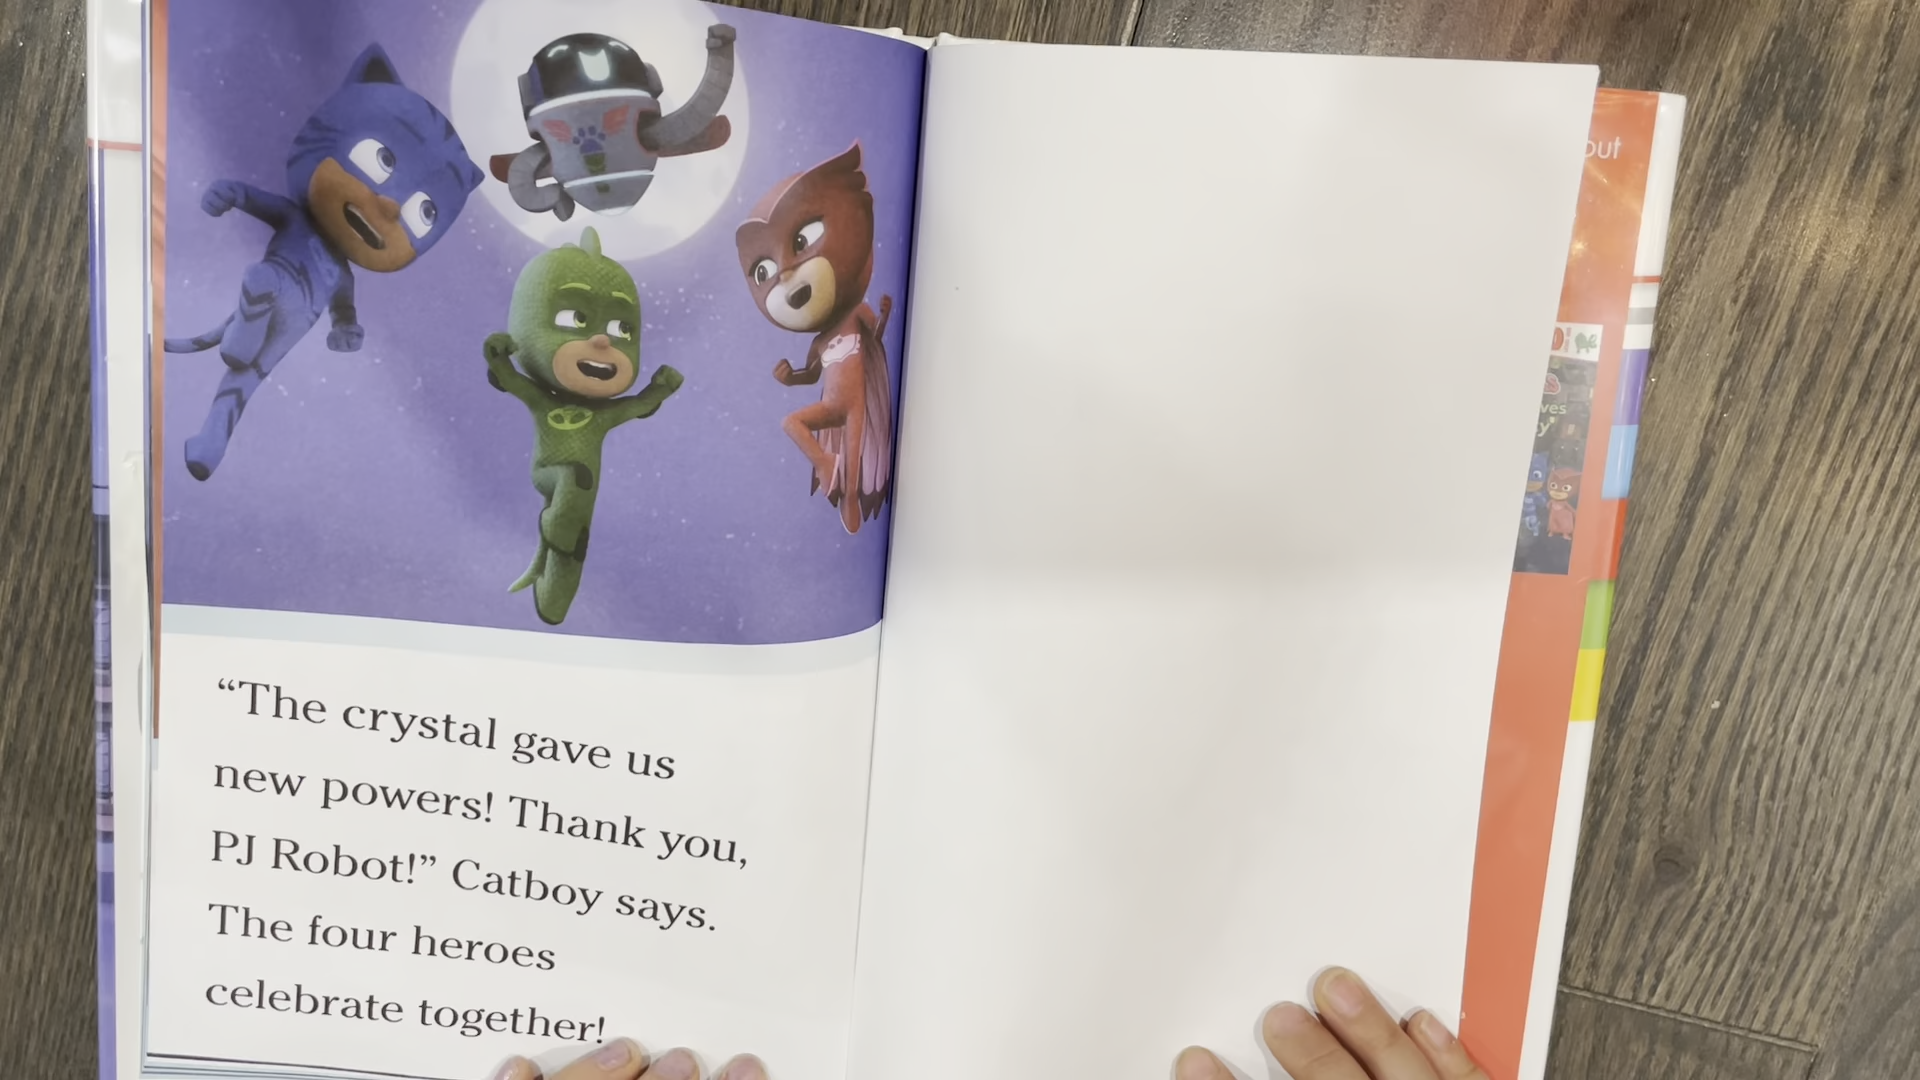 “The crystal gave us
new powers! Thank you,
PJ Robot!” Catboy says.
The four heroes
celebrate together!